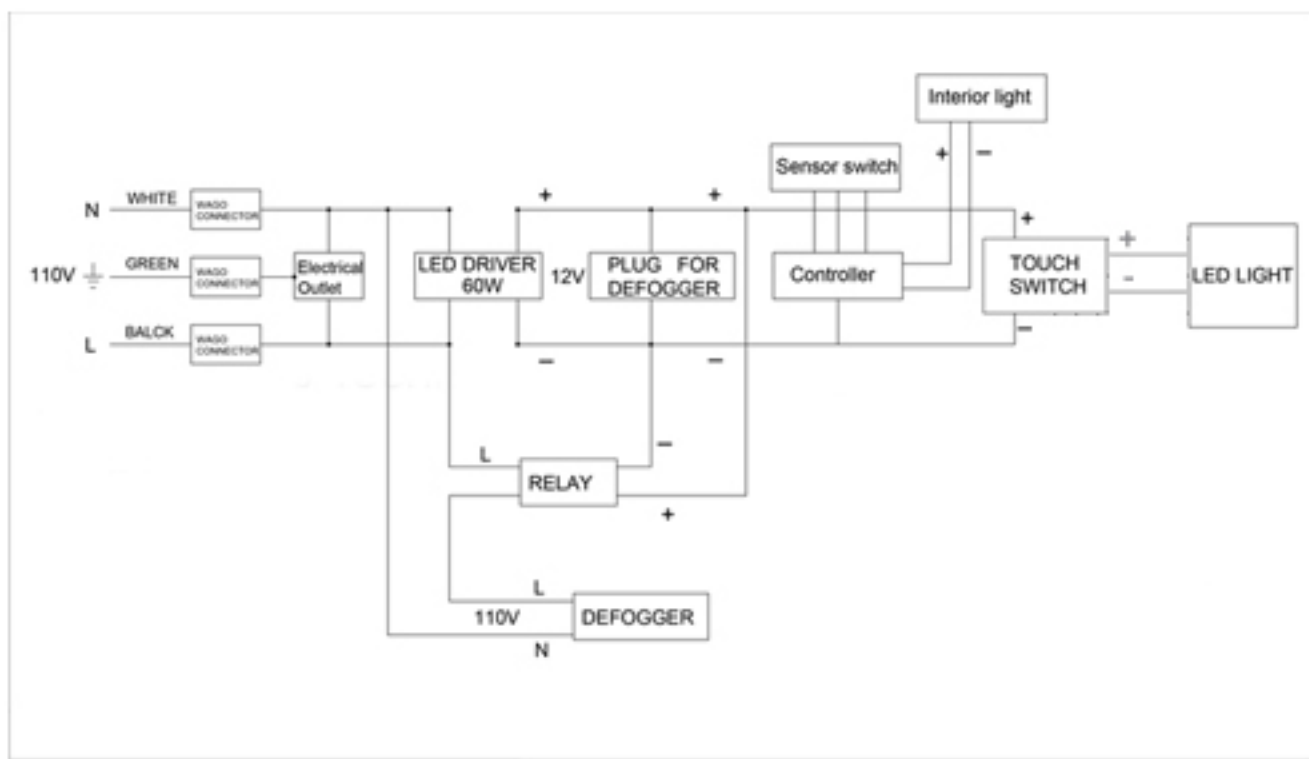 Interior light
+ −
Sensor switch
N WHITE WAGO
CONNECTOR
+ +
+
110V GREEN WAGO
CONNECTOR
Electrical
Outlet
LED DRIVER
60W
12V
PLUG FOR
DEFOGGER
Controller
TOUCH
SWITCH
+
-
LED LIGHT
L BALCK WAGO
CONNECTOR
− −
−
L −
RELAY
+
L
110V DEFOGGER
N